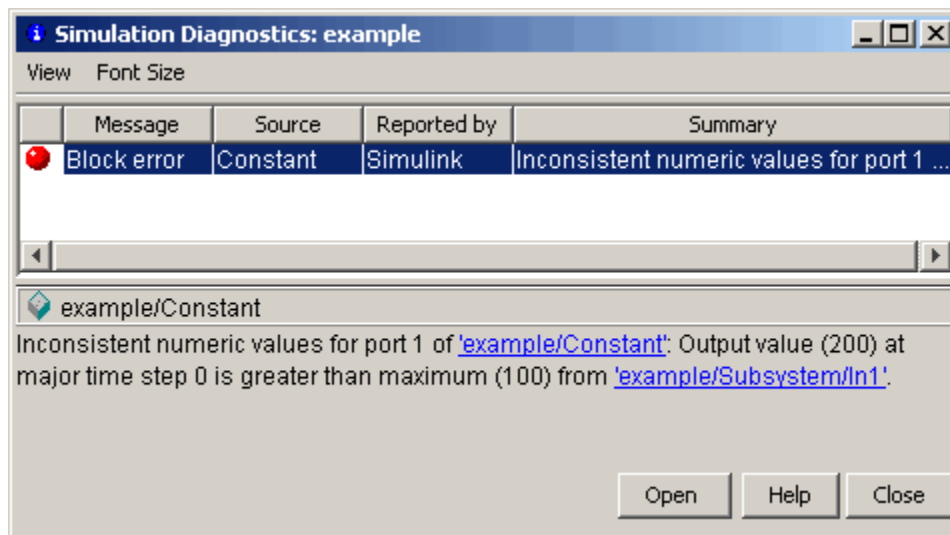 Simulation Diagnostics: example
View Font Size
Message Source Reported by Summary
Block error Constant Simulink Inconsistent numeric values for port 1 ...
example/Constant
Inconsistent numeric values for port 1 of 'example/Constant': Output value (200) at
major time step 0 is greater than maximum (100) from 'example/Subsystem/In1'.
Open Help Close